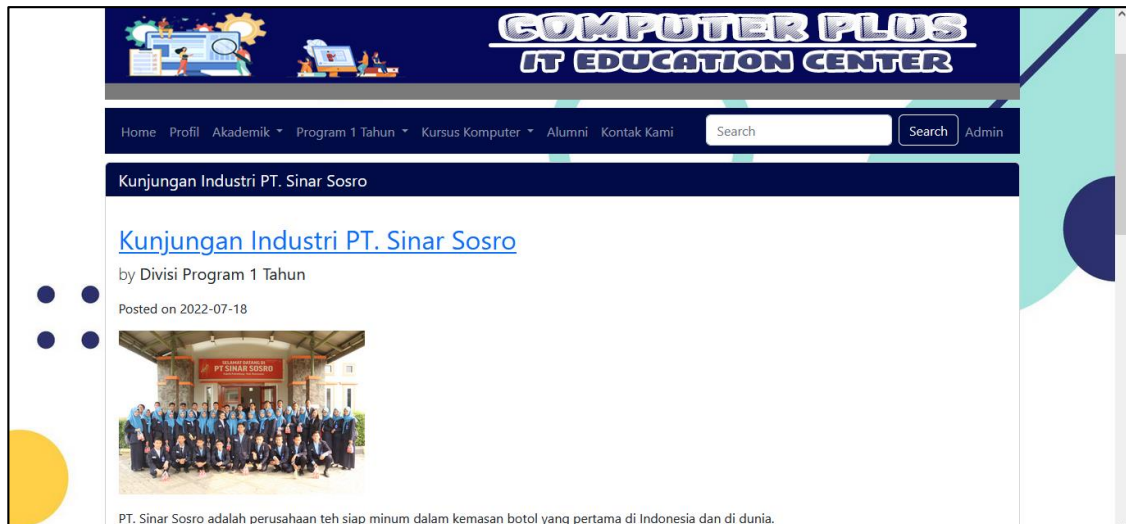 COMPUTER PLUS
IT EDUCATION CENTER
Home Profil Akademik Program 1 Tahun Kursus Komputer Alumni Kontak Kami Search Search Admin
Kunjungan Industri PT. Sinar Sosro
Kunjungan Industri PT. Sinar Sosro
by Divisi Program 1 Tahun
Posted on 2022-07-18
SELAMAT DATANG DI
PT SINAR SOSRO
PT. Sinar Sosro adalah perusahaan teh siap minum dalam kemasan botol yang pertama di Indonesia dan di dunia.